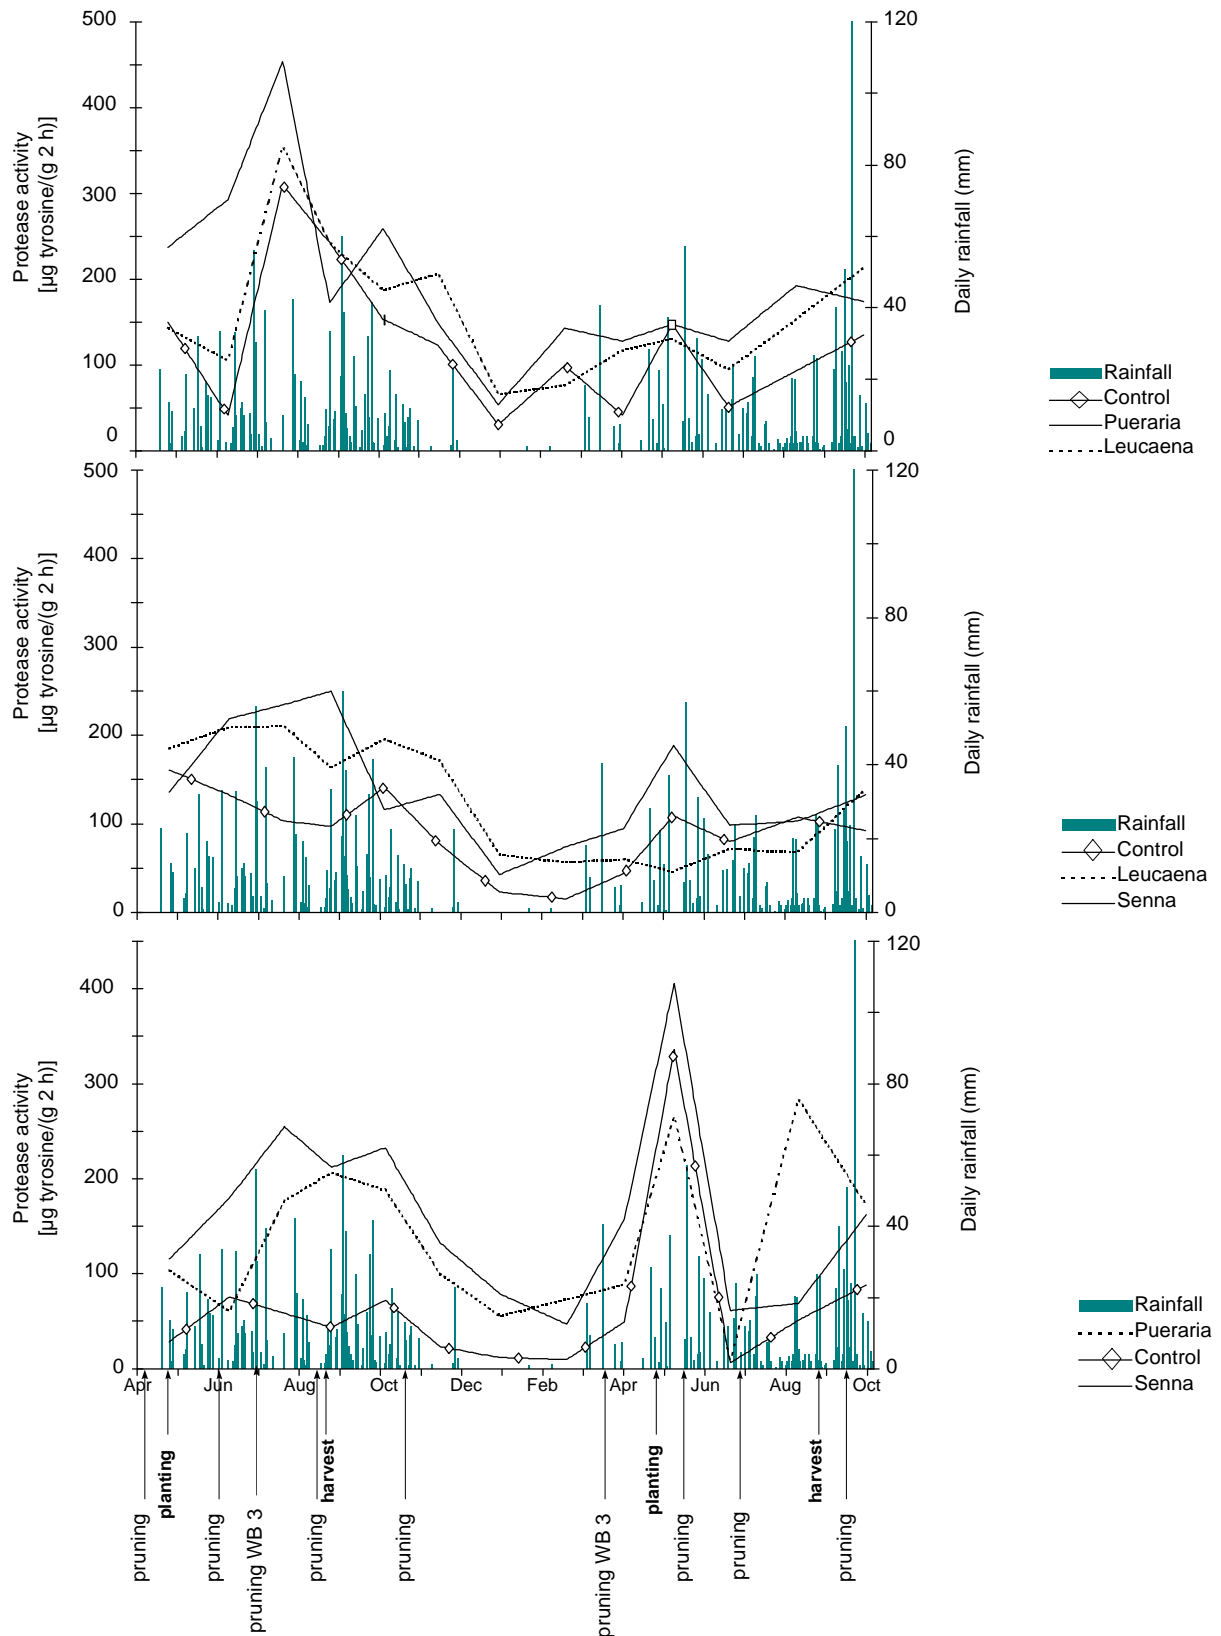 500
400
300
200
100
0
Protease activity
[µg tyrosine/(g 2 h)]
120
80
40
0
Daily rainfall (mm)
Rainfall
Control
Pueraria
Leucaena
500
400
300
200
100
0
Protease activity
[µg tyrosine/(g 2 h)]
120
80
40
0
Daily rainfall (mm)
Rainfall
Control
Leucaena
Senna
400
300
200
100
0
Protease activity
[µg tyrosine/(g 2 h)]
120
80
40
0
Daily rainfall (mm)
Rainfall
Pueraria
Control
Senna
Apr Jun Aug Oct Dec Feb Apr Jun Aug Oct
pruning
planting
pruning
pruning WB 3
pruning
harvest
pruning
pruning WB 3
planting
pruning
pruning
harvest
pruning